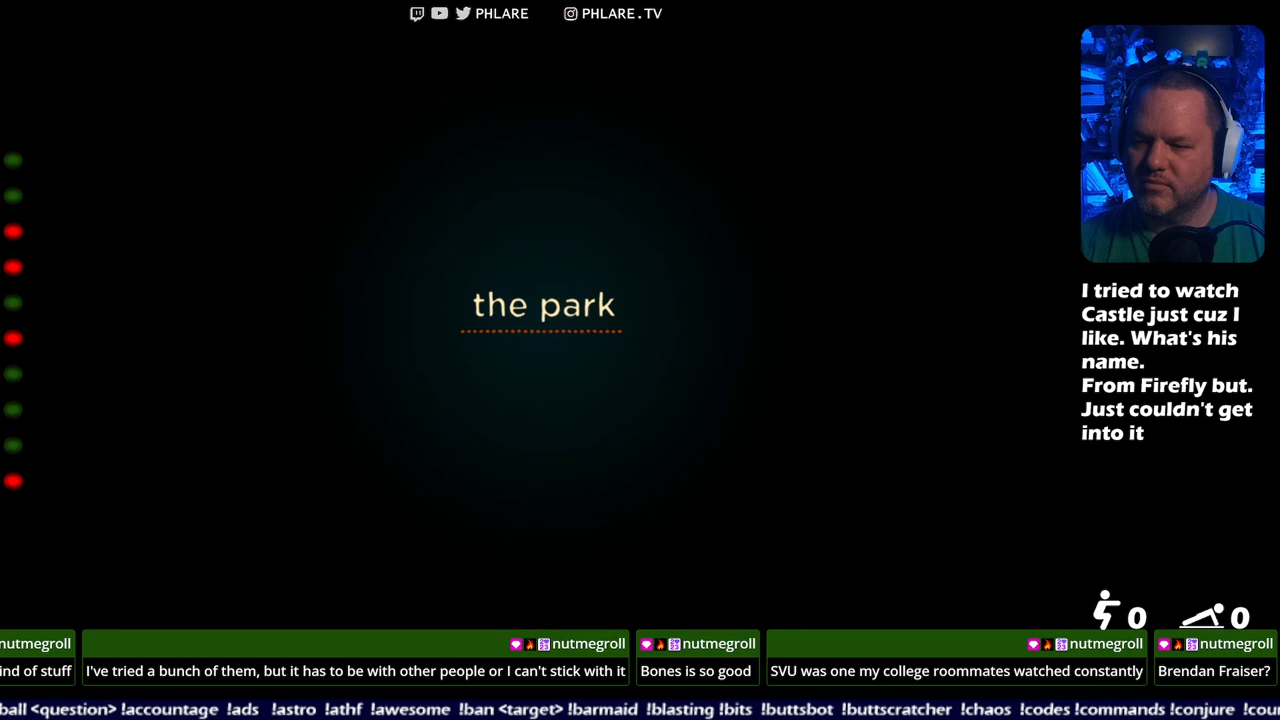 PHLARE PHLARE.TV
the park
I tried to watch
Castle just cuz I
like. What's his
name.
From Firefly but.
Just couldn't get
into it
0 0
nutmegroll nutmegroll nutmegroll nutmegroll nutmegroll
ind of stuff I've tried a bunch of them, but it has to be with other people or I can't stick with it Bones is so good SVU was one my college roommates watched constantly Brendan Fraiser?
ball <question> !accountage !ads !astro !athf !awesome !ban <target> !barmaid !blasting !bits !buttsbot !buttscratcher !chaos !codes !commands !conjure !cou